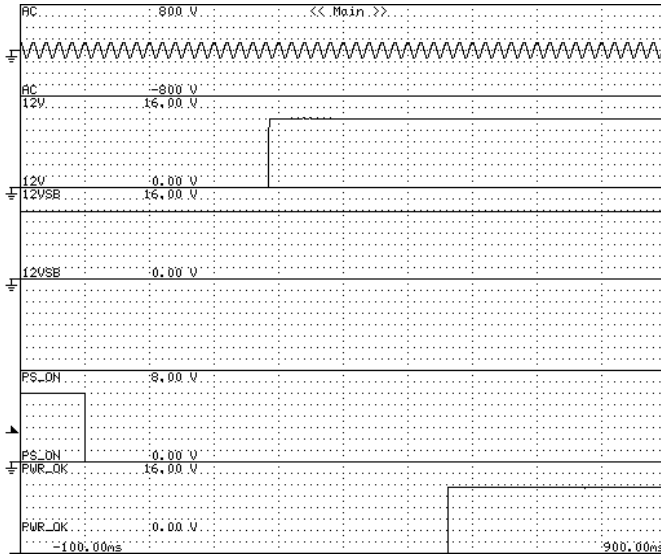 AC 800 V << Main >>
AC -800 V
12V 16.00 V
12V 0.00 V
12VSB 16.00 V
12VSB 0.00 V
PS_ON 8.00 V
PS_ON 0.00 V
PWR_OK 16.00 V
PWR_OK 0.00 V
-100.00ms 900.00ms